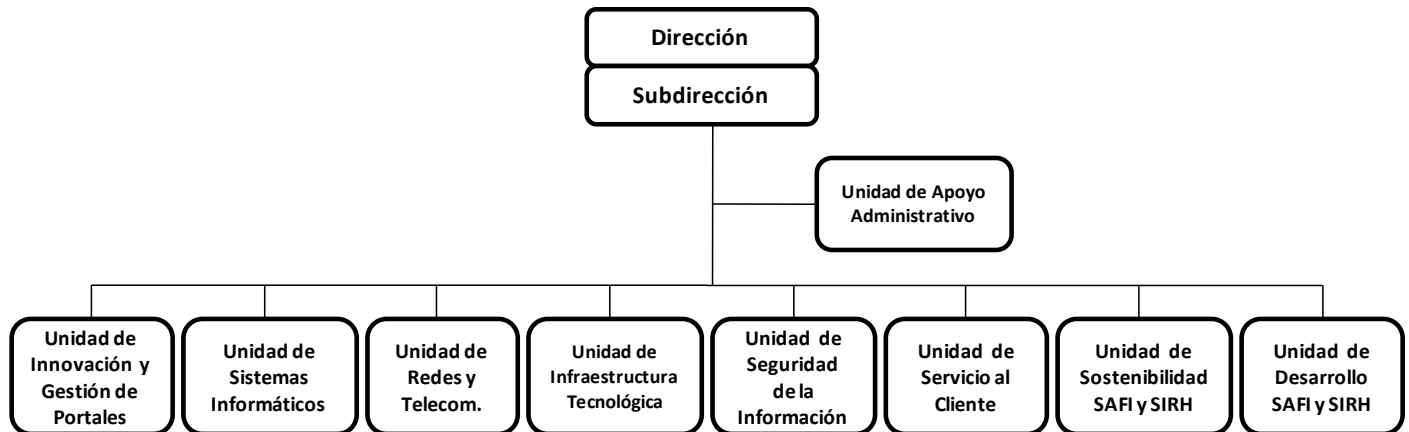 Dirección
Subdirección
Unidad de Apoyo
Administrativo
Unidad de
Innovación y
Gestión de
Portales
Unidad de
Sistemas
Informáticos
Unidad de
Redes y
Telecom.
Unidad de
Infraestructura
Tecnológica
Unidad de
Seguridad
de la
Información
Unidad de
Servicio al
Cliente
Unidad de
Sostenibilidad
SAFI y SIRH
Unidad de
Desarrollo
SAFI y SIRH